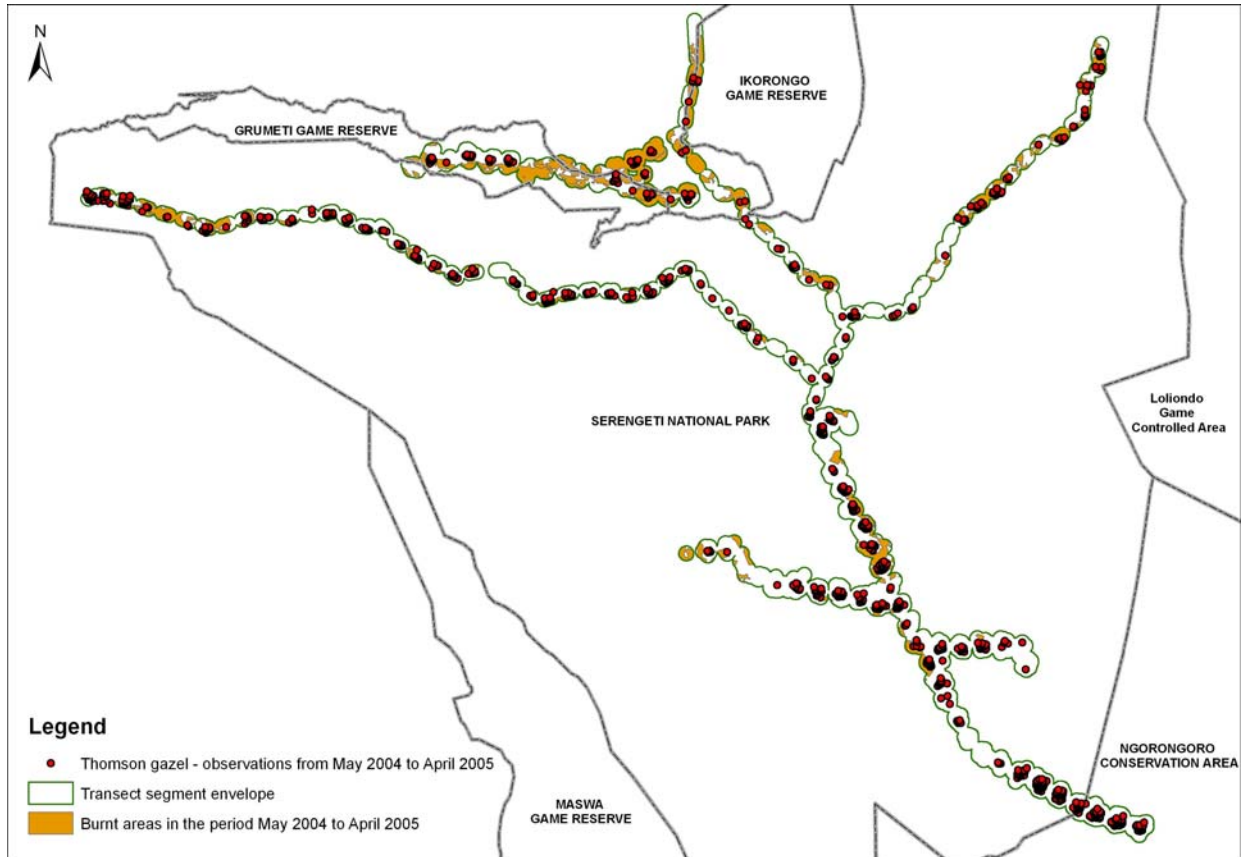 N
IKORONGO
GAME RESERVE
GRUMETI GAME RESERVE
SERENGETI NATIONAL PARK
Loliondo
Game
Controlled Area
NGORONGORO
CONSERVATION AREA
MASWA
GAME RESERVE
Legend
Thomson gazel - observations from May 2004 to April 2005
Transect segment envelope
Burnt areas in the period May 2004 to April 2005